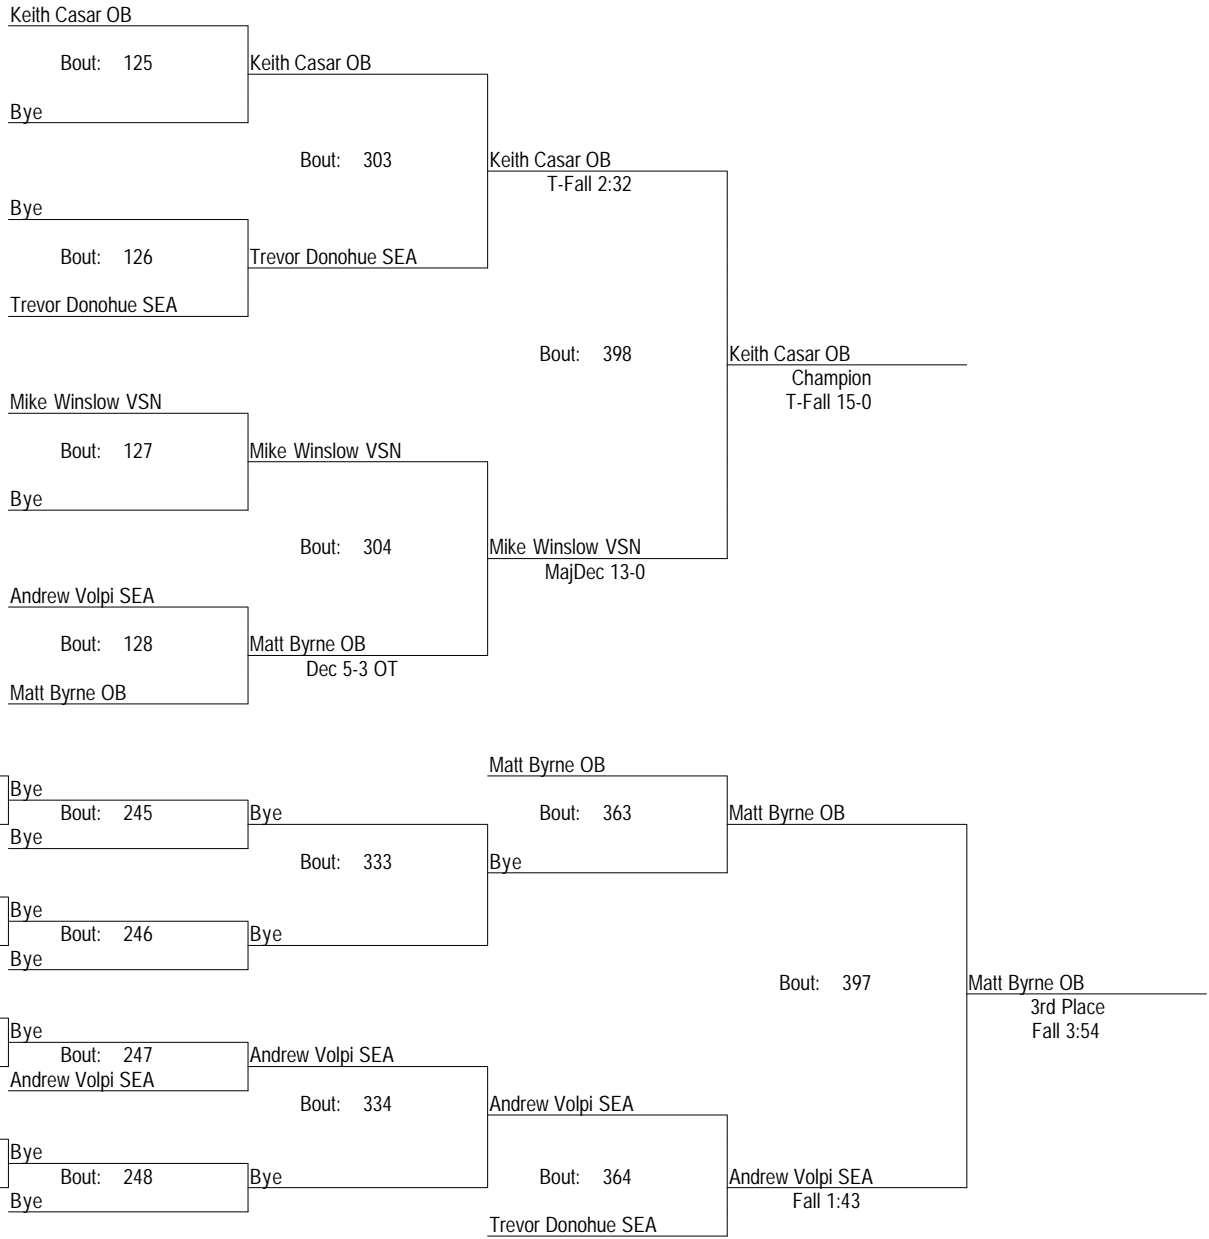 Keith Casar OB
Bout: 125
Keith Casar OB
Bye
Bout: 303
Keith Casar OB
T-Fall 2:32
Bye
Bout: 126
Trevor Donohue SEA
Trevor Donohue SEA
Bout: 398
Keith Casar OB
Champion
T-Fall 15-0
Mike Winslow VSN
Bout: 127
Mike Winslow VSN
Bye
Bout: 304
Mike Winslow VSN
MajDec 13-0
Andrew Volpi SEA
Bout: 128
Matt Byrne OB
Dec 5-3 OT
Matt Byrne OB
Matt Byrne OB
Bye
Bout: 245
Bye
Bout: 363
Matt Byrne OB
Bye
Bout: 333
Bye
Bye
Bout: 246
Bye
Bye
Bout: 397
Matt Byrne OB
3rd Place
Fall 3:54
Bye
Bout: 247
Andrew Volpi SEA
Andrew Volpi SEA
Bout: 334
Andrew Volpi SEA
Bye
Bout: 248
Bye
Bout: 364
Andrew Volpi SEA
Fall 1:43
Bye
Trevor Donohue SEA